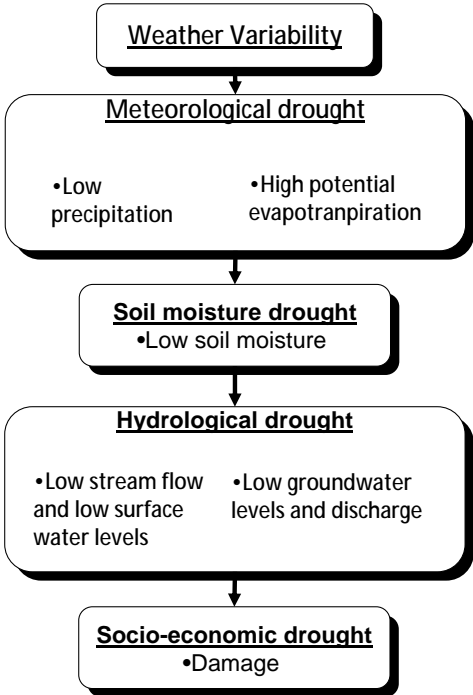 Weather Variability
Meteorological drought
•Low
precipitation
•High potential
evapotranpiration
Soil moisture drought
•Low soil moisture
Hydrological drought
•Low stream flow
and low surface
water levels
•Low groundwater
levels and discharge
Socio-economic drought
•Damage